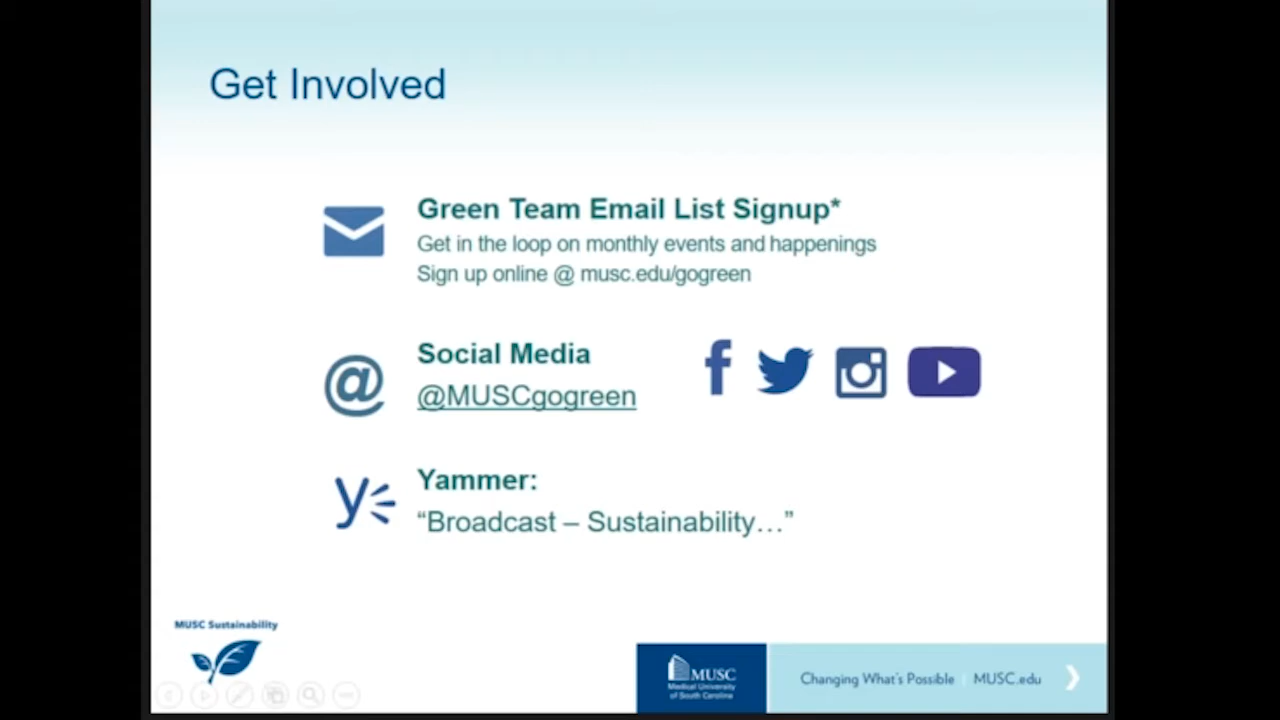 Get Involved
Green Team Email List Signup*
Get in the loop on monthly events and happenings
Sign up online @ musc.edu/gogreen
@
Social Media
@MUSCgogreen
f
y
Yammer:
“Broadcast – Sustainability…”
MUSC Sustainability
MUSC
Medical University
of South Carolina
Changing What's Possible | MUSC.edu